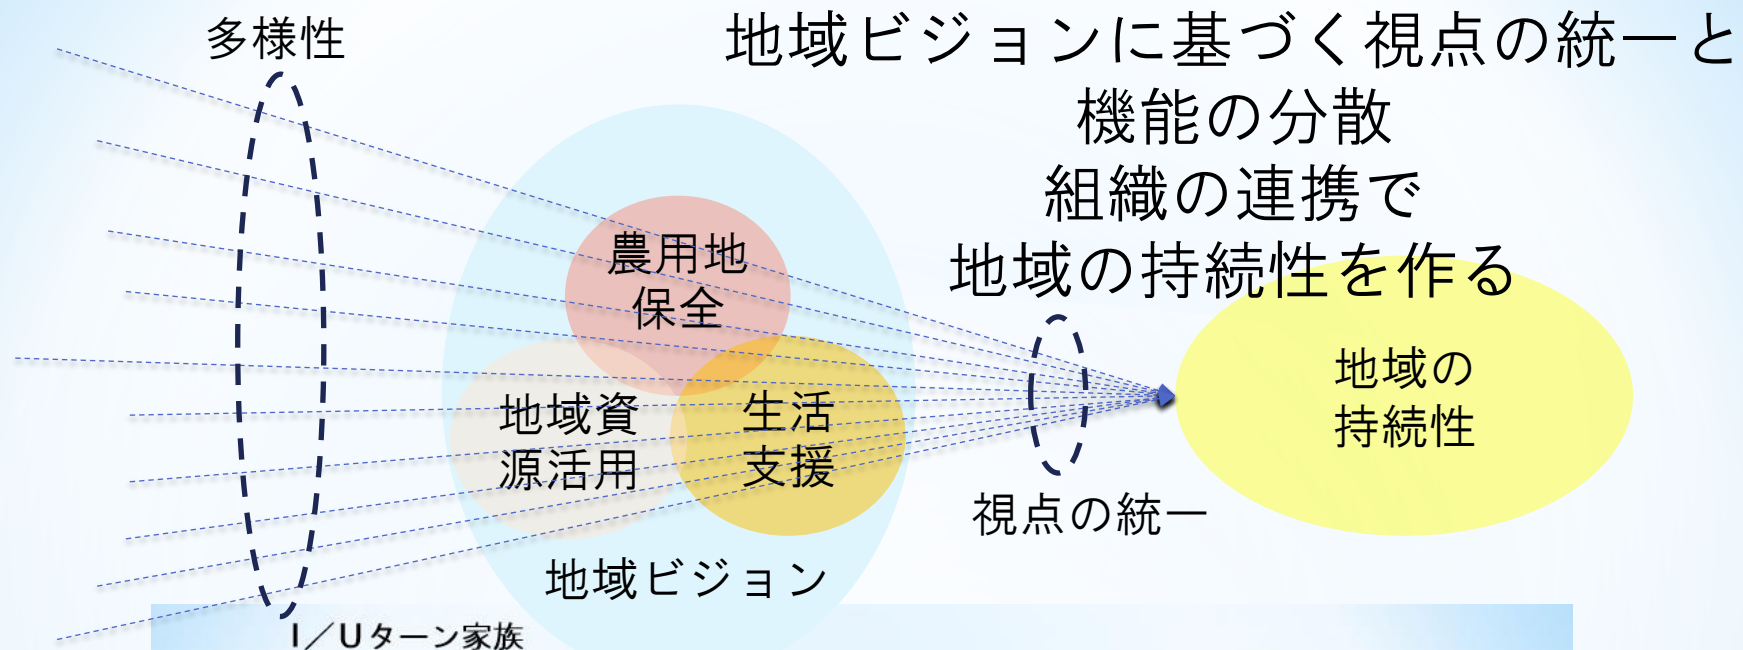 多様性
地域ビジョンに基づく視点の統一と
機能の分散
組織の連携で
地域の持続性を作る
農用地
保全
地域資
源活用
生活
支援
地域の
持続性
視点の統一
地域ビジョン
I／Uターン家族